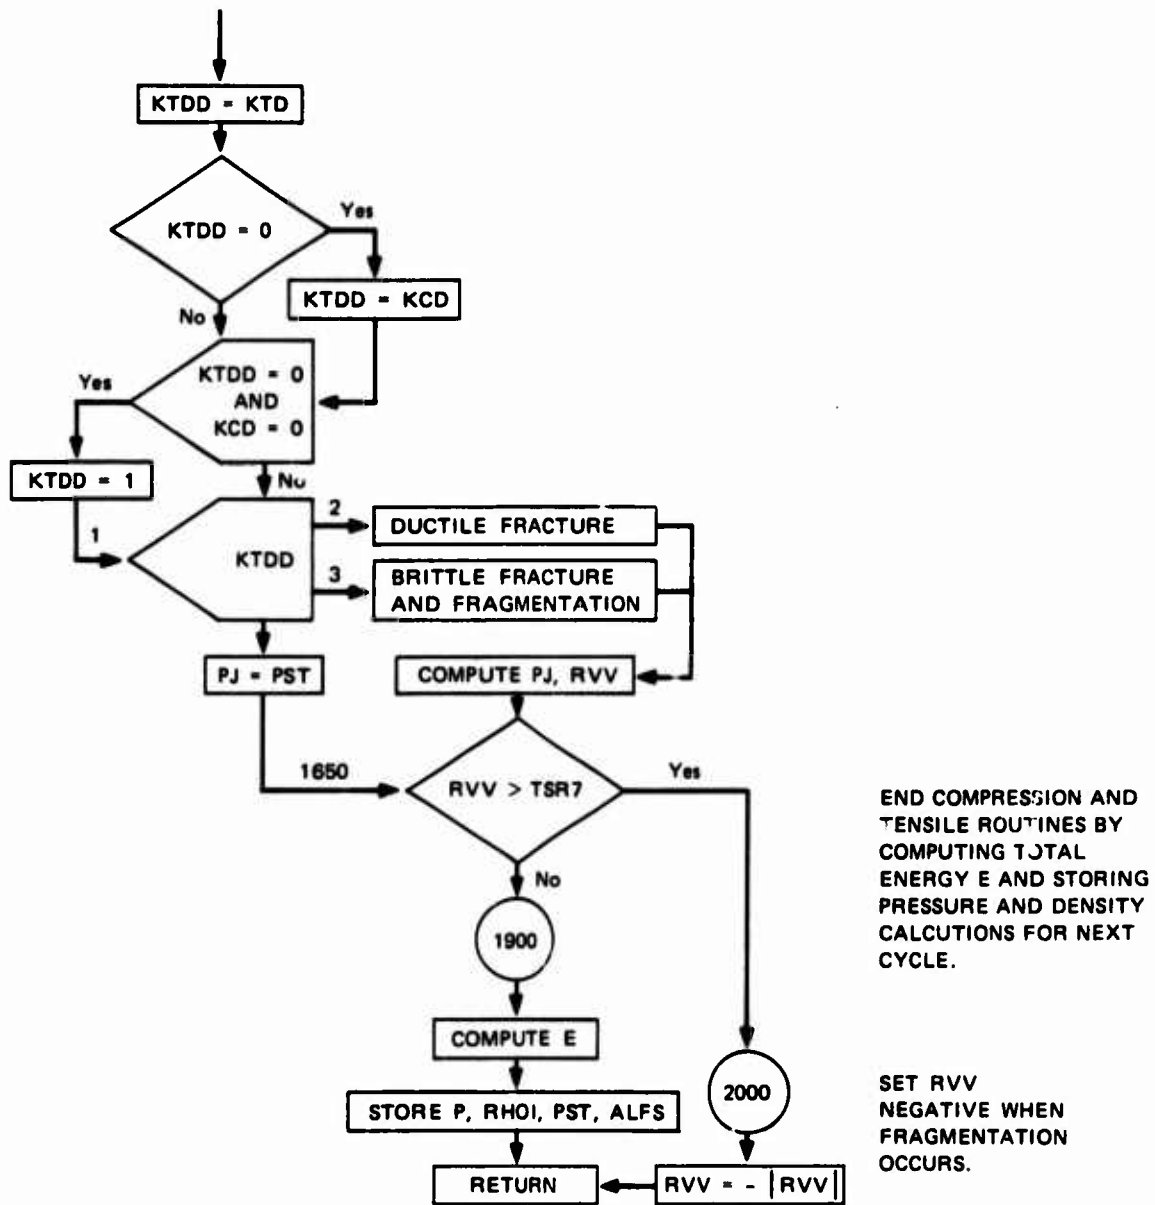 KTDD = KTD
KTDD = 0
Yes
KTDD = KCD
No
KTDD = 0
AND
KCD = 0
Yes
KTDD = 1
No
1
KTDD
2
DUCTILE FRACTURE
3
BRITTLE FRACTURE
AND FRAGMENTATION
PJ = PST
COMPUTE PJ, RVV
1650
RVV > TSR7
Yes
No
1900
COMPUTE E
STORE P, RHOI, PST, ALFS
RETURN
2000
RVV = - |RVV|
END COMPRESSION AND
TENSILE ROUTINES BY
COMPUTING TOTAL
ENERGY E AND STORING
PRESSURE AND DENSITY
CALCUTIONS FOR NEXT
CYCLE.
SET RVV
NEGATIVE WHEN
FRAGMENTATION
OCCURS.